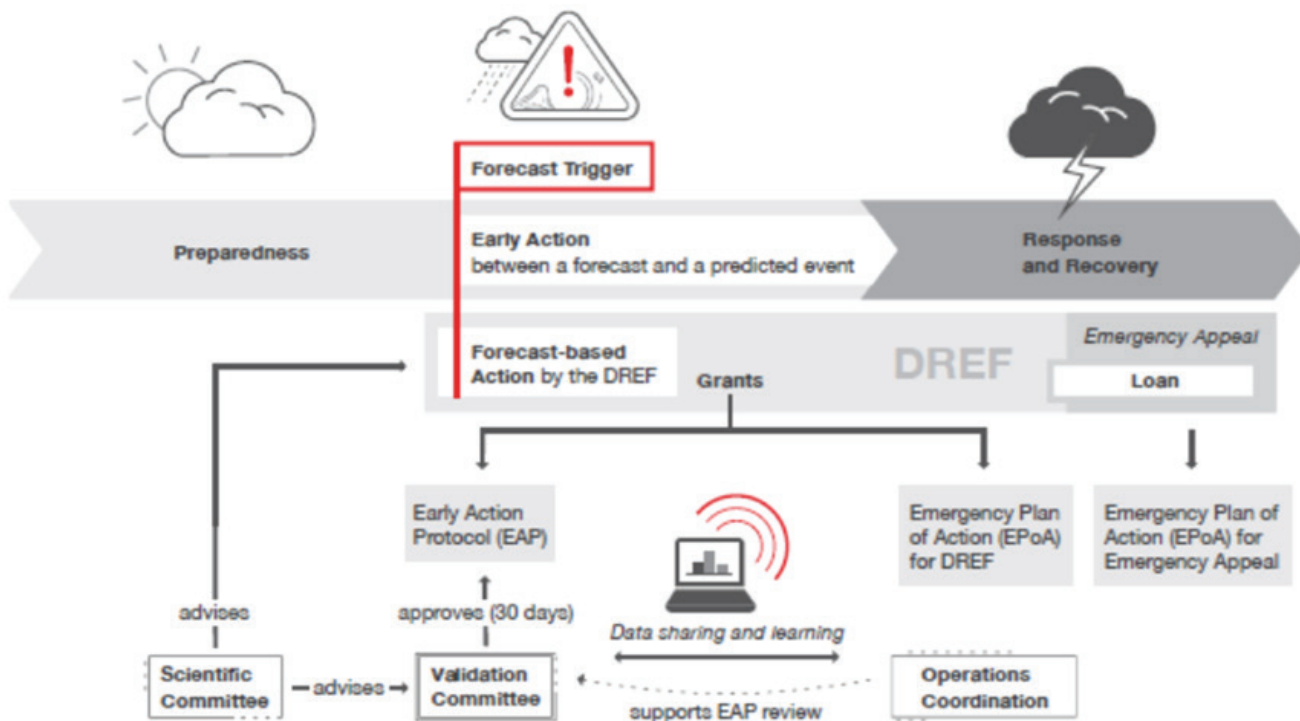 Forecast Trigger
Preparedness
Early Action
between a forecast and a predicted event
Response
and Recovery
Forecast-based
Action by the DREF
Grants
DREF
Emergency Appeal
Loan
Early Action
Protocol (EAP)
Emergency Plan
of Action (EPoA)
for DREF
Emergency Plan of
Action (EPoA) for
Emergency Appeal
advises
approves (30 days)
Data sharing and learning
Scientific
Committee
advises
Validation
Committee
Operations
Coordination
supports EAP review